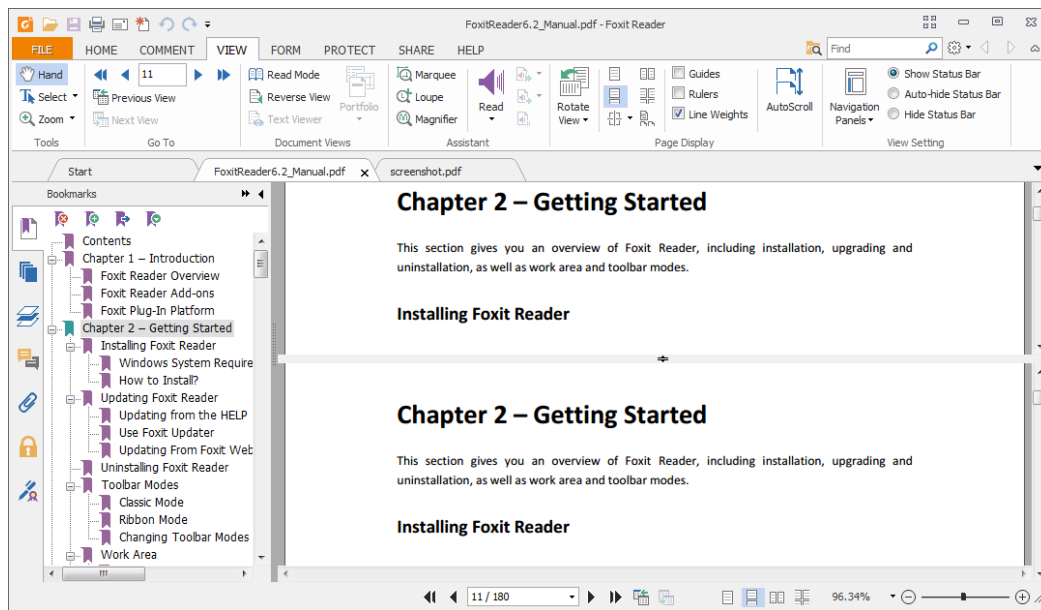 FoxitReader6.2_Manual.pdf - Foxit Reader
FILE HOME COMMENT VIEW FORM PROTECT SHARE HELP Find
Hand
Select
Zoom
Tools
11
Previous View
Next View
Go To
Read Mode
Reverse View
Text Viewer
Portfolio
Document Views
Marquee
Loupe
Magnifier
Read
Assistant
Rotate
View
Guides
Rulers
Line Weights
AutoScroll
Page Display
Navigation
Panels
Show Status Bar
Auto-hide Status Bar
Hide Status Bar
View Setting
Start FoxitReader6.2_Manual.pdf screenshot.pdf
Bookmarks
Contents
Chapter 1 – Introduction
Foxit Reader Overview
Foxit Reader Add-ons
Foxit Plug-In Platform
Chapter 2 – Getting Started
Installing Foxit Reader
Windows System Require
How to Install?
Updating Foxit Reader
Updating from the HELP
Use Foxit Updater
Updating From Foxit Web
Uninstalling Foxit Reader
Toolbar Modes
Classic Mode
Ribbon Mode
Changing Toolbar Modes
Work Area
Chapter 2 – Getting Started
This section gives you an overview of Foxit Reader, including installation, upgrading and
uninstallation, as well as work area and toolbar modes.
Installing Foxit Reader
Chapter 2 – Getting Started
This section gives you an overview of Foxit Reader, including installation, upgrading and
uninstallation, as well as work area and toolbar modes.
Installing Foxit Reader
11 / 180
96.34%